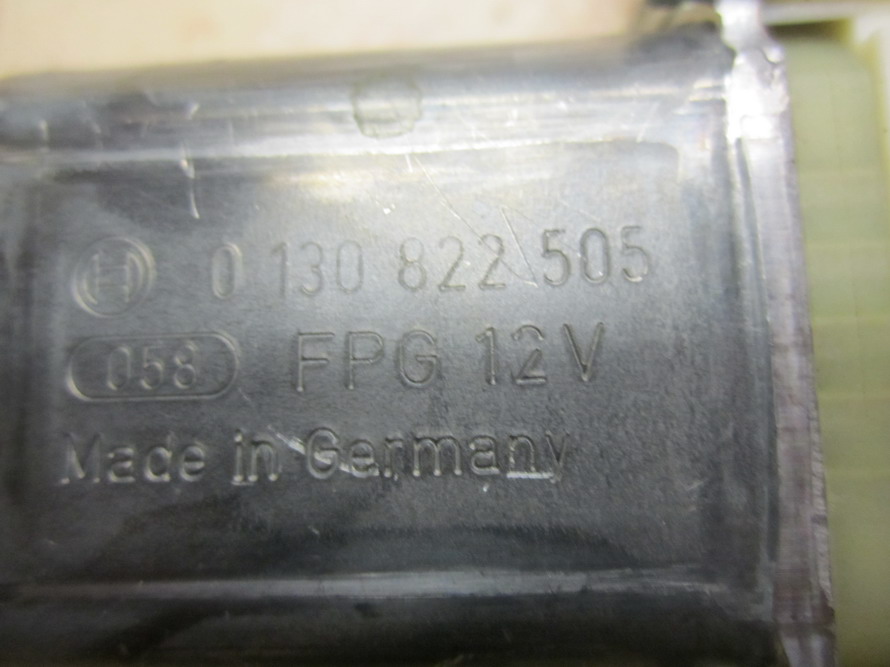 0 130 822 505
058 FPG 12V
Made in Germany